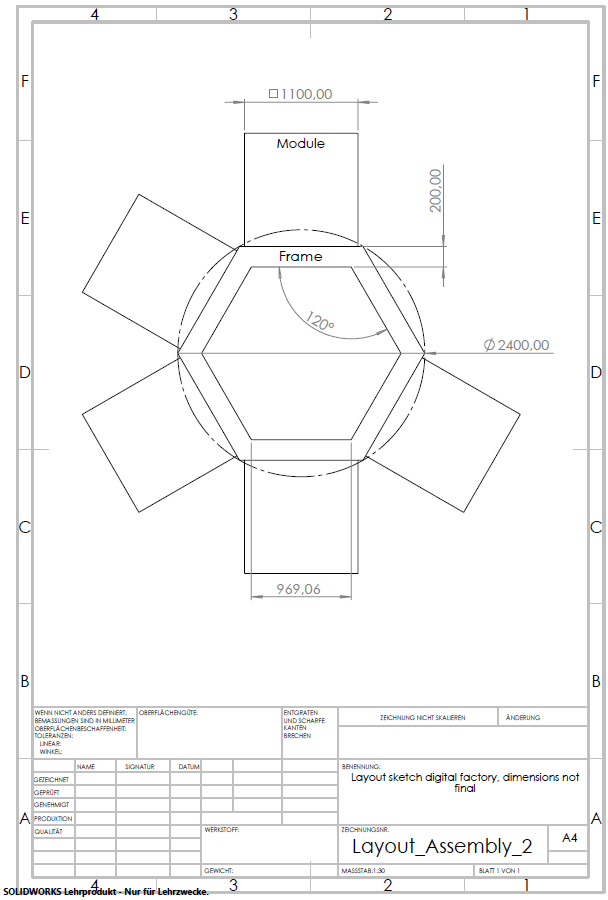 4 3 2 1
F F
□1100,00
Module
200,00
E E
Frame
120°
Ø2400,00
D D
C C
969,06
B B
WENN NICHT ANDERS DEFINIERT:
BEMASSUNGEN SIND IN MILLIMETER
OBERFLÄCHENBESCHAFFENHEIT:
TOLERANZEN:
LINEAR:
WINKEL:
OBERFLÄCHENGÜTE:
ENTGRATEN
UND SCHARFE
KANTEN
BRECHEN
ZEICHNUNG NICHT SKALIEREN
ÄNDERUNG
NAME SIGNATUR DATUM
GEZEICHNET
GEPRÜFT
GENEHMIGT
PRODUKTION
QUALITÄT
BENENNUNG:
Layout sketch digital factory, dimensions not
final
A A
WERKSTOFF:
ZEICHNUNGSNR.
Layout_Assembly_2
A4
GEWICHT:
MASSSTAB:1:30
BLATT 1 VON 1
4 3 2 1
SOLIDWORKS Lehrprodukt - Nur für Lehrzwecke.